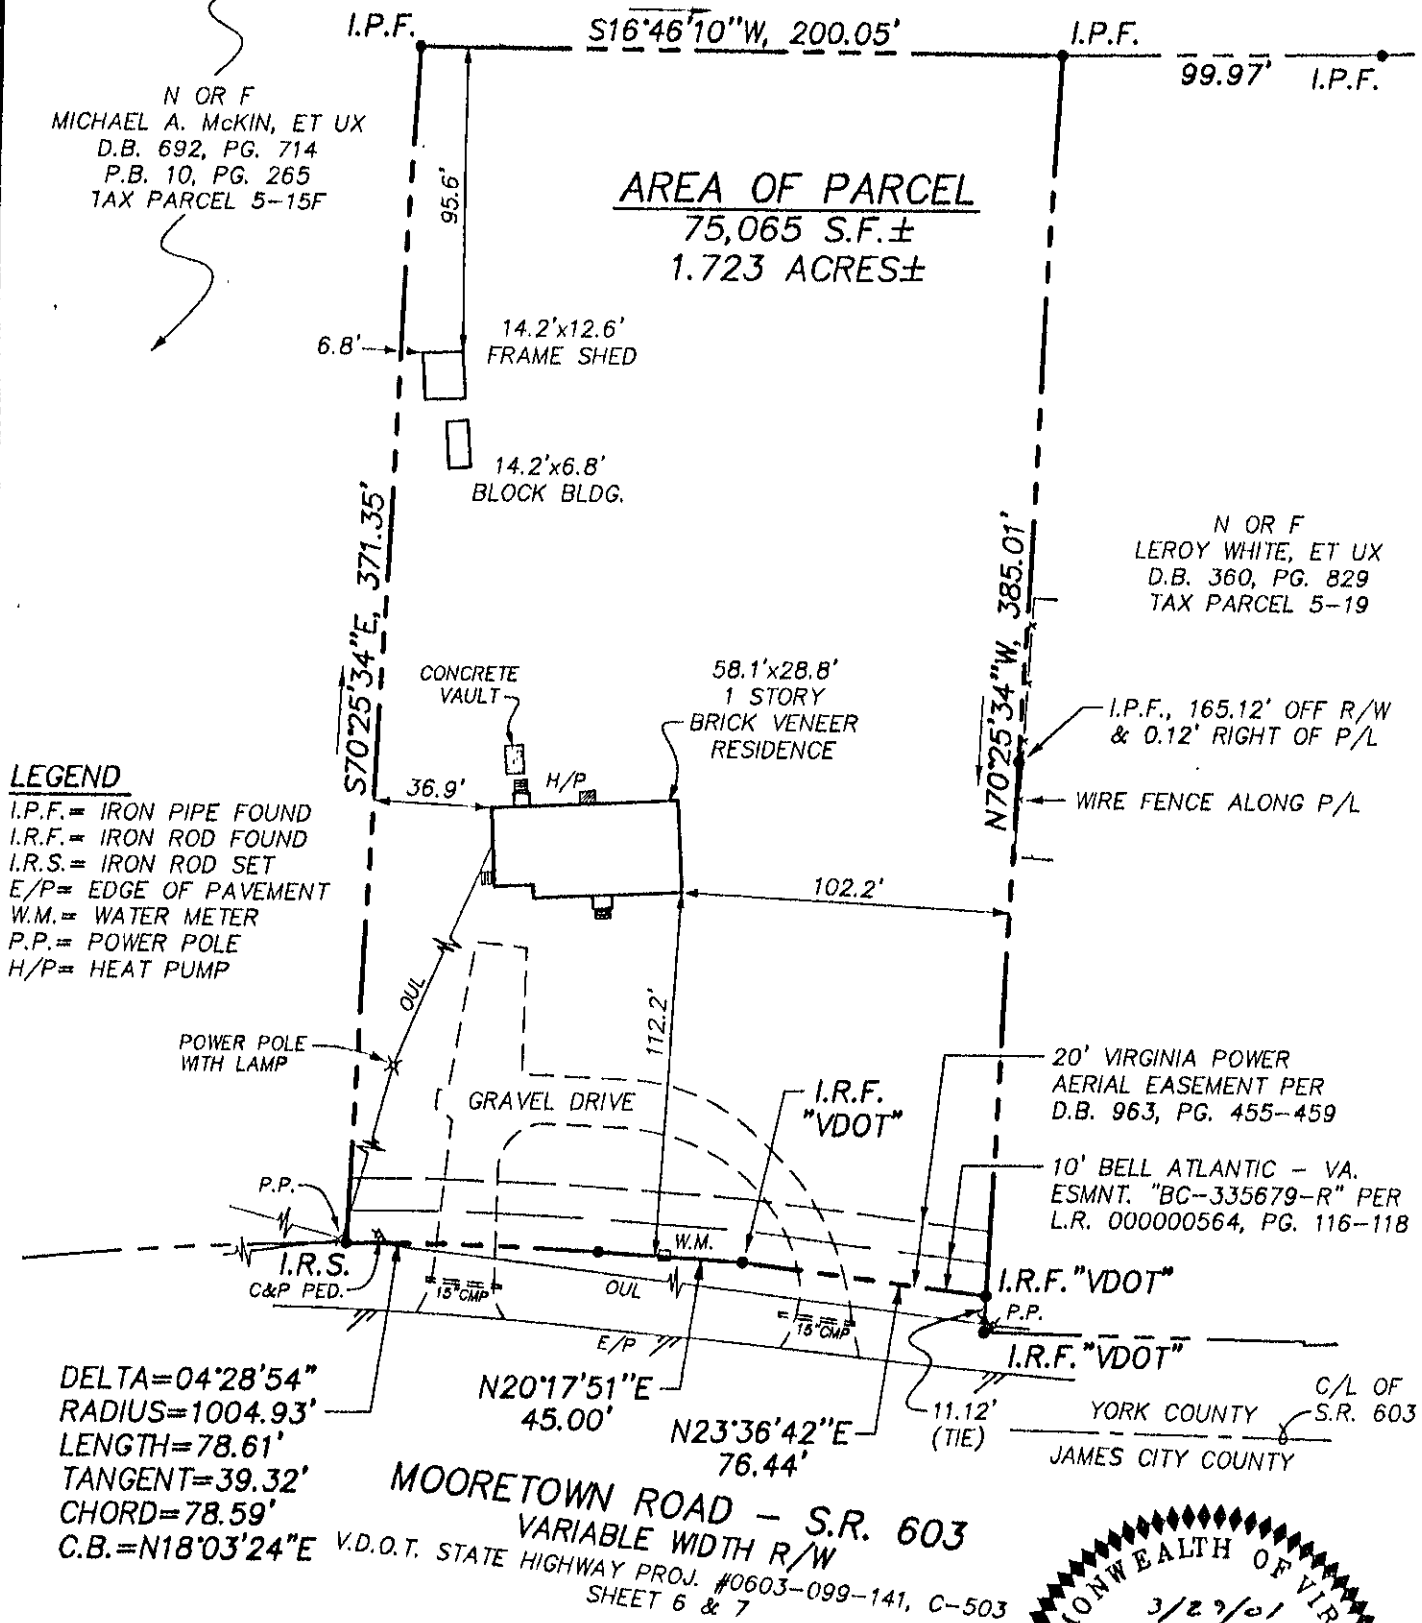 I.P.F.
S16°46'10"W, 200.05'
I.P.F.
99.97'
I.P.F.
N OR F
MICHAEL A. McKIN, ET UX
D.B. 692, PG. 714
P.B. 10, PG. 265
TAX PARCEL 5-15F
95.6'
AREA OF PARCEL
75,065 S.F.±
1.723 ACRES±
6.8'
14.2'x12.6'
FRAME SHED
14.2'x6.8'
BLOCK BLDG.
S70°25'34"E, 371.35'
N70°25'34"W, 385.01'
N OR F
LEROY WHITE, ET UX
D.B. 360, PG. 829
TAX PARCEL 5-19
CONCRETE
VAULT
58.1'x28.8'
1 STORY
BRICK VENEER
RESIDENCE
I.P.F., 165.12' OFF R/W
& 0.12' RIGHT OF P/L
WIRE FENCE ALONG P/L
36.9'
H/P
LEGEND
I.P.F.= IRON PIPE FOUND
I.R.F.= IRON ROD FOUND
I.R.S.= IRON ROD SET
E/P= EDGE OF PAVEMENT
W.M.= WATER METER
P.P.= POWER POLE
H/P= HEAT PUMP
102.2'
OUL
112.2'
POWER POLE
WITH LAMP
GRAVEL DRIVE
I.R.F.
"VDOT"
20' VIRGINIA POWER
AERIAL EASEMENT PER
D.B. 963, PG. 455-459
10' BELL ATLANTIC - VA.
ESMNT. "BC-335679-R" PER
L.R. 000000564, PG. 116-118
P.P.
W.M.
I.R.S.
C&P PED.
15"CMP
OUL
15"CMP
E/P
I.R.F."VDOT"
P.P.
I.R.F."VDOT"
DELTA=04°28'54"
RADIUS=1004.93'
LENGTH=78.61'
TANGENT=39.32'
CHORD=78.59'
C.B.=N18°03'24"E
N20°17'51"E
45.00'
N23°36'42"E
76.44'
11.12'
(TIE)
YORK COUNTY
JAMES CITY COUNTY
C/L OF
S.R. 603
MOORETOWN ROAD - S.R. 603
VARIABLE WIDTH R/W
V.D.O.T. STATE HIGHWAY PROJ. #0603-099-141, C-503
SHEET 6 & 7
ONWEALTH OF VIR
3/29/01